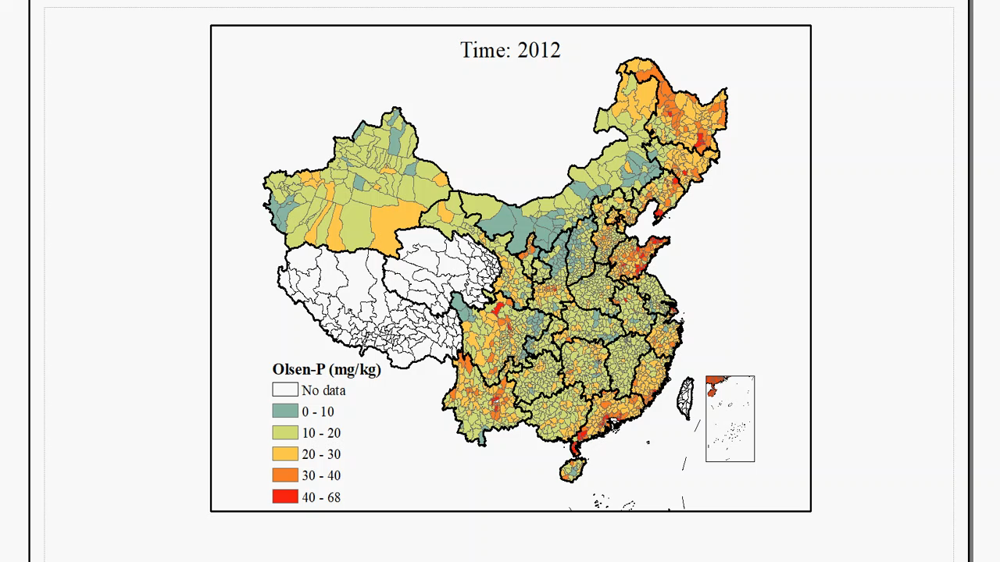 Time: 2012
Olsen-P (mg/kg)
No data
0 - 10
10 - 20
20 - 30
30 - 40
40 - 68